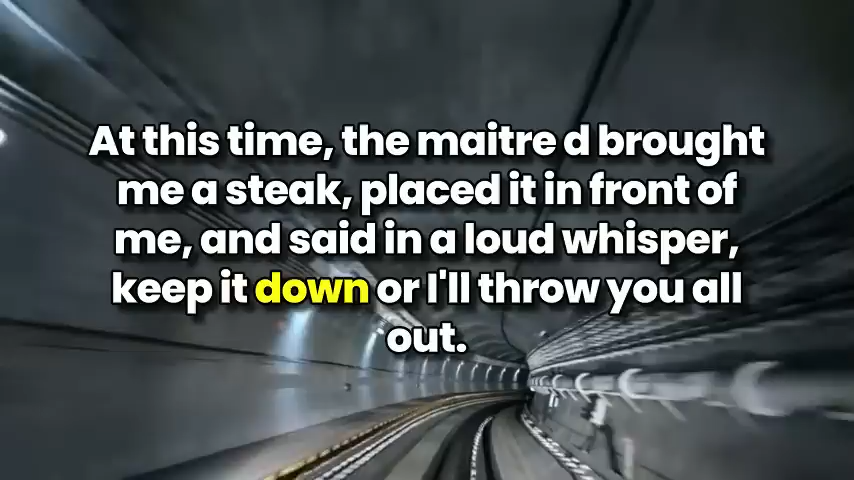 At this time, the maitre d brought
me a steak, placed it in front of
me, and said in a loud whisper,
keep it down or I'll throw you all
out.